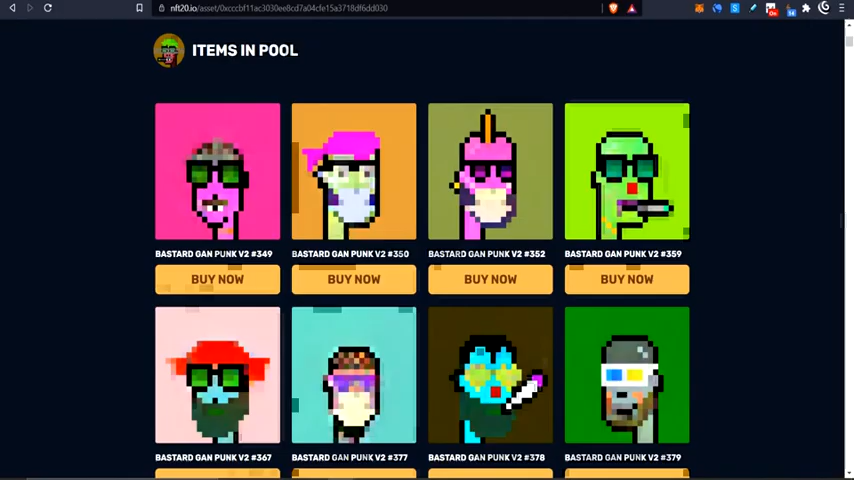 nft20.io/asset/0xcccbf11ac3030ee8cd7a04cfe15a3718df6dd030
ITEMS IN POOL
BASTARD GAN PUNK V2 #349
BASTARD GAN PUNK V2 #350
BASTARD GAN PUNK V2 #352
BASTARD GAN PUNK V2 #359
BUY NOW
BUY NOW
BUY NOW
BUY NOW
BASTARD GAN PUNK V2 #367
BASTARD GAN PUNK V2 #377
BASTARD GAN PUNK V2 #378
BASTARD GAN PUNK V2 #379